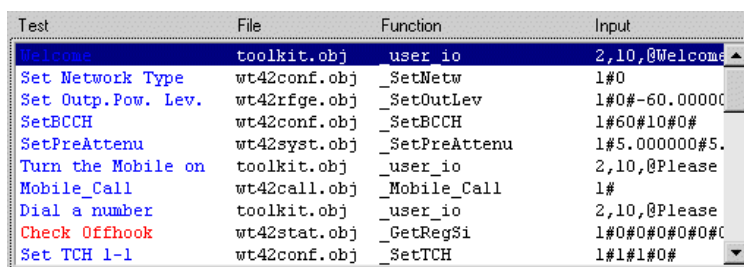 Test File Function Input
Welcome toolkit.obj _user_io 2,10,@Welcome
Set Network Type wt42conf.obj _SetNetw 1#0
Set Outp.Pow. Lev. wt42rfge.obj _SetOutLev 1#0#-60.00000
SetBCCH wt42conf.obj _SetBCCH 1#60#10#0#
SetPreAttenu wt42syst.obj _SetPreAttenu 1#5.000000#5.
Turn the Mobile on toolkit.obj _user_io 2,10,@Please
Mobile_Call wt42call.obj _Mobile_Call 1#
Dial a number toolkit.obj _user_io 2,10,@Please
Check Offhook wt42stat.obj _GetRegSi 1#0#0#0#0#0#0
Set TCH 1-1 wt42conf.obj _SetTCH 1#1#1#0#